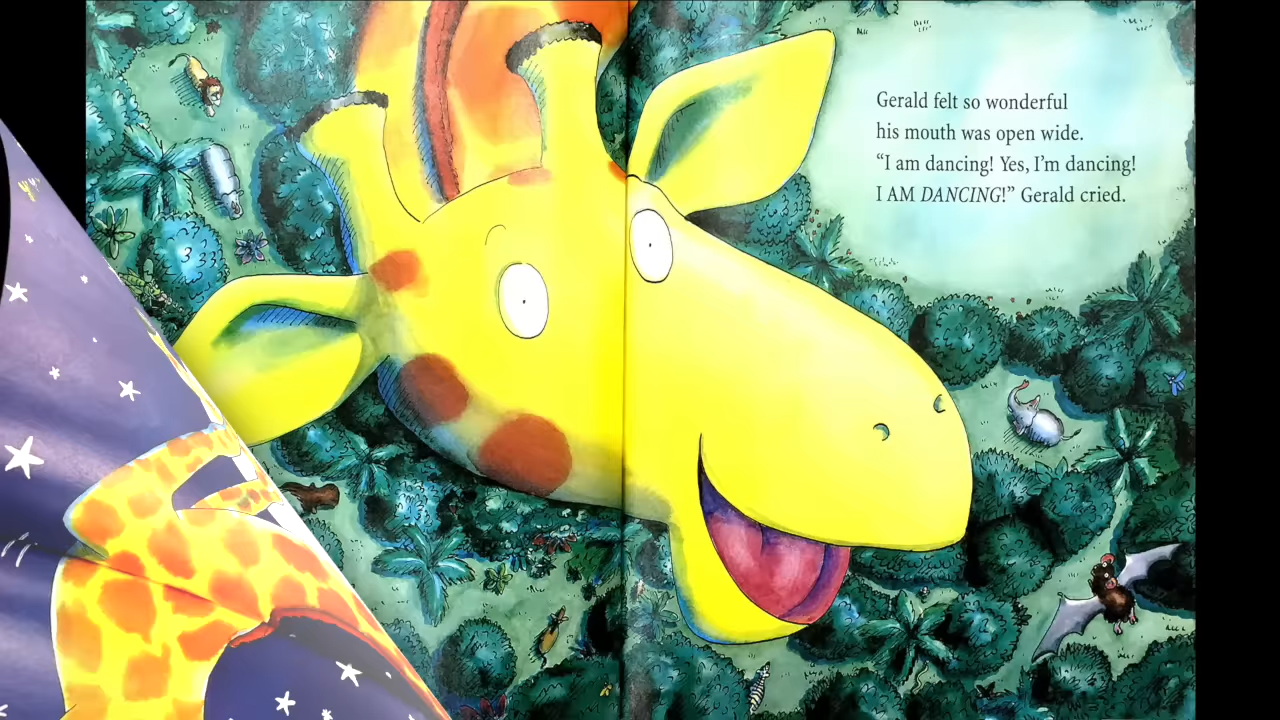 Gerald felt so wonderful
his mouth was open wide.
“I am dancing! Yes, I’m dancing!
I AM DANCING!” Gerald cried.